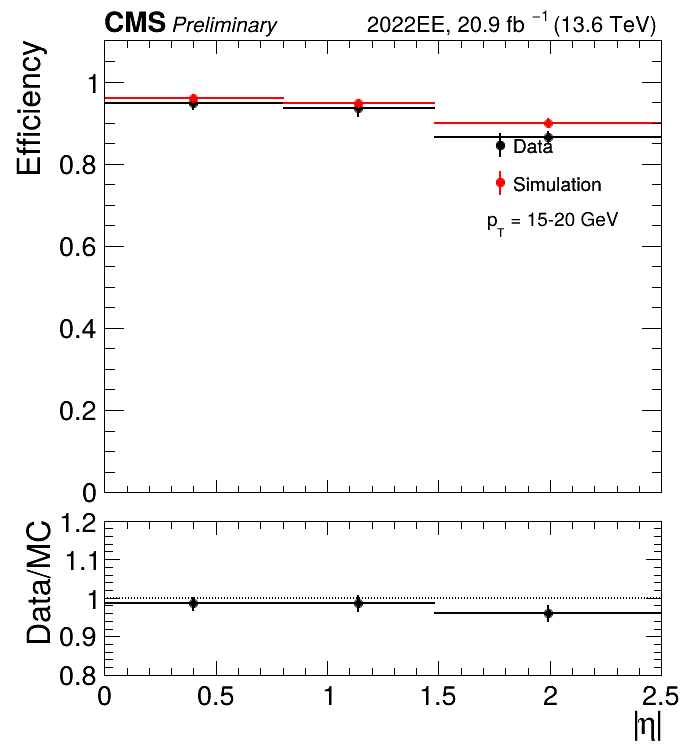 CMS Preliminary 2022EE, 20.9 fb⁻¹ (13.6 TeV)
Efficiency
1
0.8
0.6
0.4
0.2
0
Data
Simulation
p_T = 15-20 GeV
Data/MC
1.2
1.1
1
0.9
0.8
0 0.5 1 1.5 2 2.5
|η|